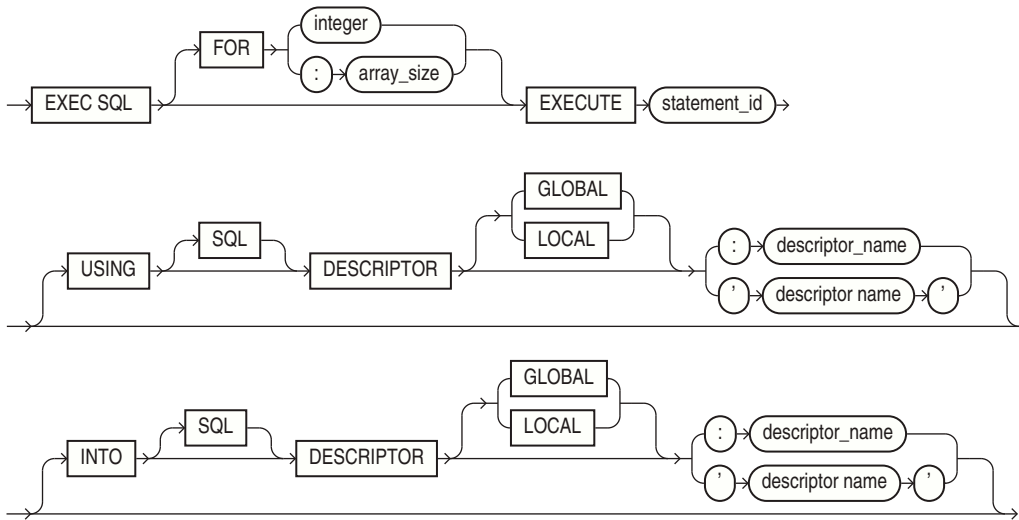 integer
FOR
: array_size
EXEC SQL EXECUTE statement_id
GLOBAL
SQL LOCAL : descriptor_name
USING DESCRIPTOR ' descriptor name '
GLOBAL
SQL LOCAL : descriptor_name
INTO DESCRIPTOR ' descriptor name '